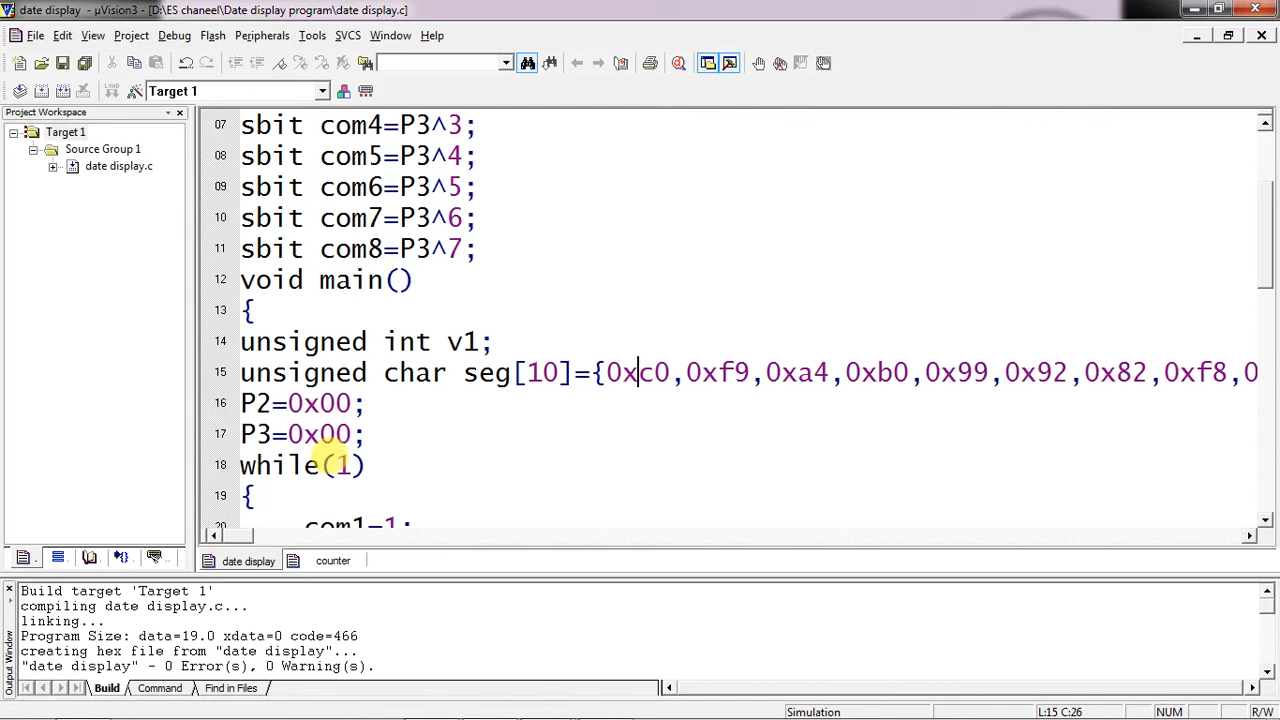 date display - µVision3 - [D:\ES chaneel\Date display program\date display.c]
File Edit View Project Debug Flash Peripherals Tools SVCS Window Help
Target 1
Project Workspace
Target 1
Source Group 1
date display.c
07 sbit com4=P3^3;
08 sbit com5=P3^4;
09 sbit com6=P3^5;
10 sbit com7=P3^6;
11 sbit com8=P3^7;
12 void main()
13 {
14 unsigned int v1;
15 unsigned char seg[10]={0xc0,0xf9,0xa4,0xb0,0x99,0x92,0x82,0xf8,0
16 P2=0x00;
17 P3=0x00;
18 while(1)
19 {
20 com1=1;
date display counter
Build target 'Target 1'
compiling date display.c...
linking...
Program Size: data=19.0 xdata=0 code=466
creating hex file from "date display"...
"date display" - 0 Error(s), 0 Warning(s).
Output Window
Build Command Find in Files
Simulation L:15 C:26 NUM R/W